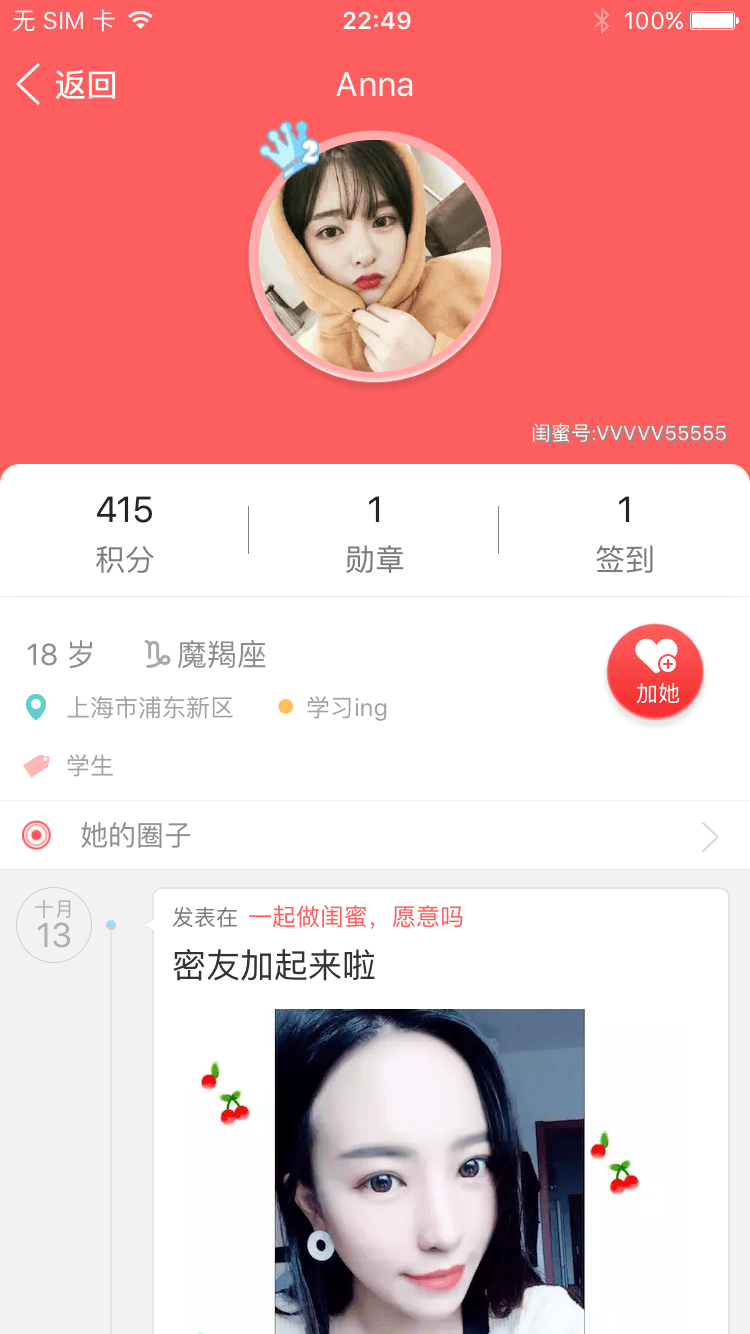 无 SIM 卡 22:49 100%
返回 Anna
2
闺蜜号:VVVVV55555
415 1 1
积分 勋章 签到
18 岁 魔羯座
加她
上海市浦东新区 学习ing
学生
她的圈子
十月
13
发表在 一起做闺蜜，愿意吗
密友加起来啦